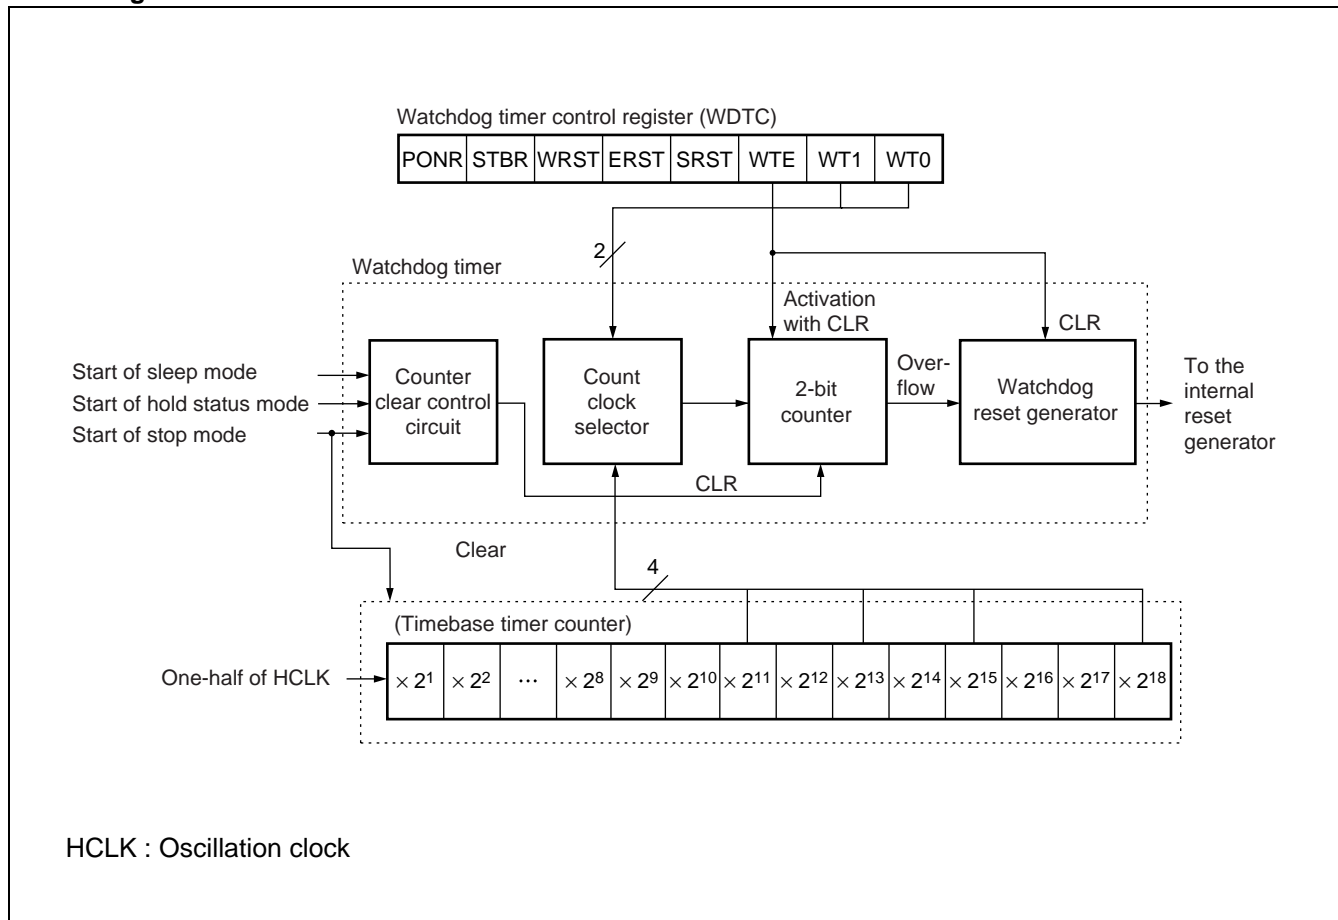 Watchdog timer control register (WDTC)
PONR STBR WRST ERST SRST WTE WT1 WT0
2
Watchdog timer
Activation
with CLR
CLR
Start of sleep mode
Start of hold status mode
Start of stop mode
Counter
clear control
circuit
Count
clock
selector
2-bit
counter
Over-
flow
Watchdog
reset generator
To the
internal
reset
generator
CLR
Clear
4
(Timebase timer counter)
One-half of HCLK
× 2¹ × 2² ··· × 2⁸ × 2⁹ × 2¹⁰ × 2¹¹ × 2¹² × 2¹³ × 2¹⁴ × 2¹⁵ × 2¹⁶ × 2¹⁷ × 2¹⁸
HCLK : Oscillation clock